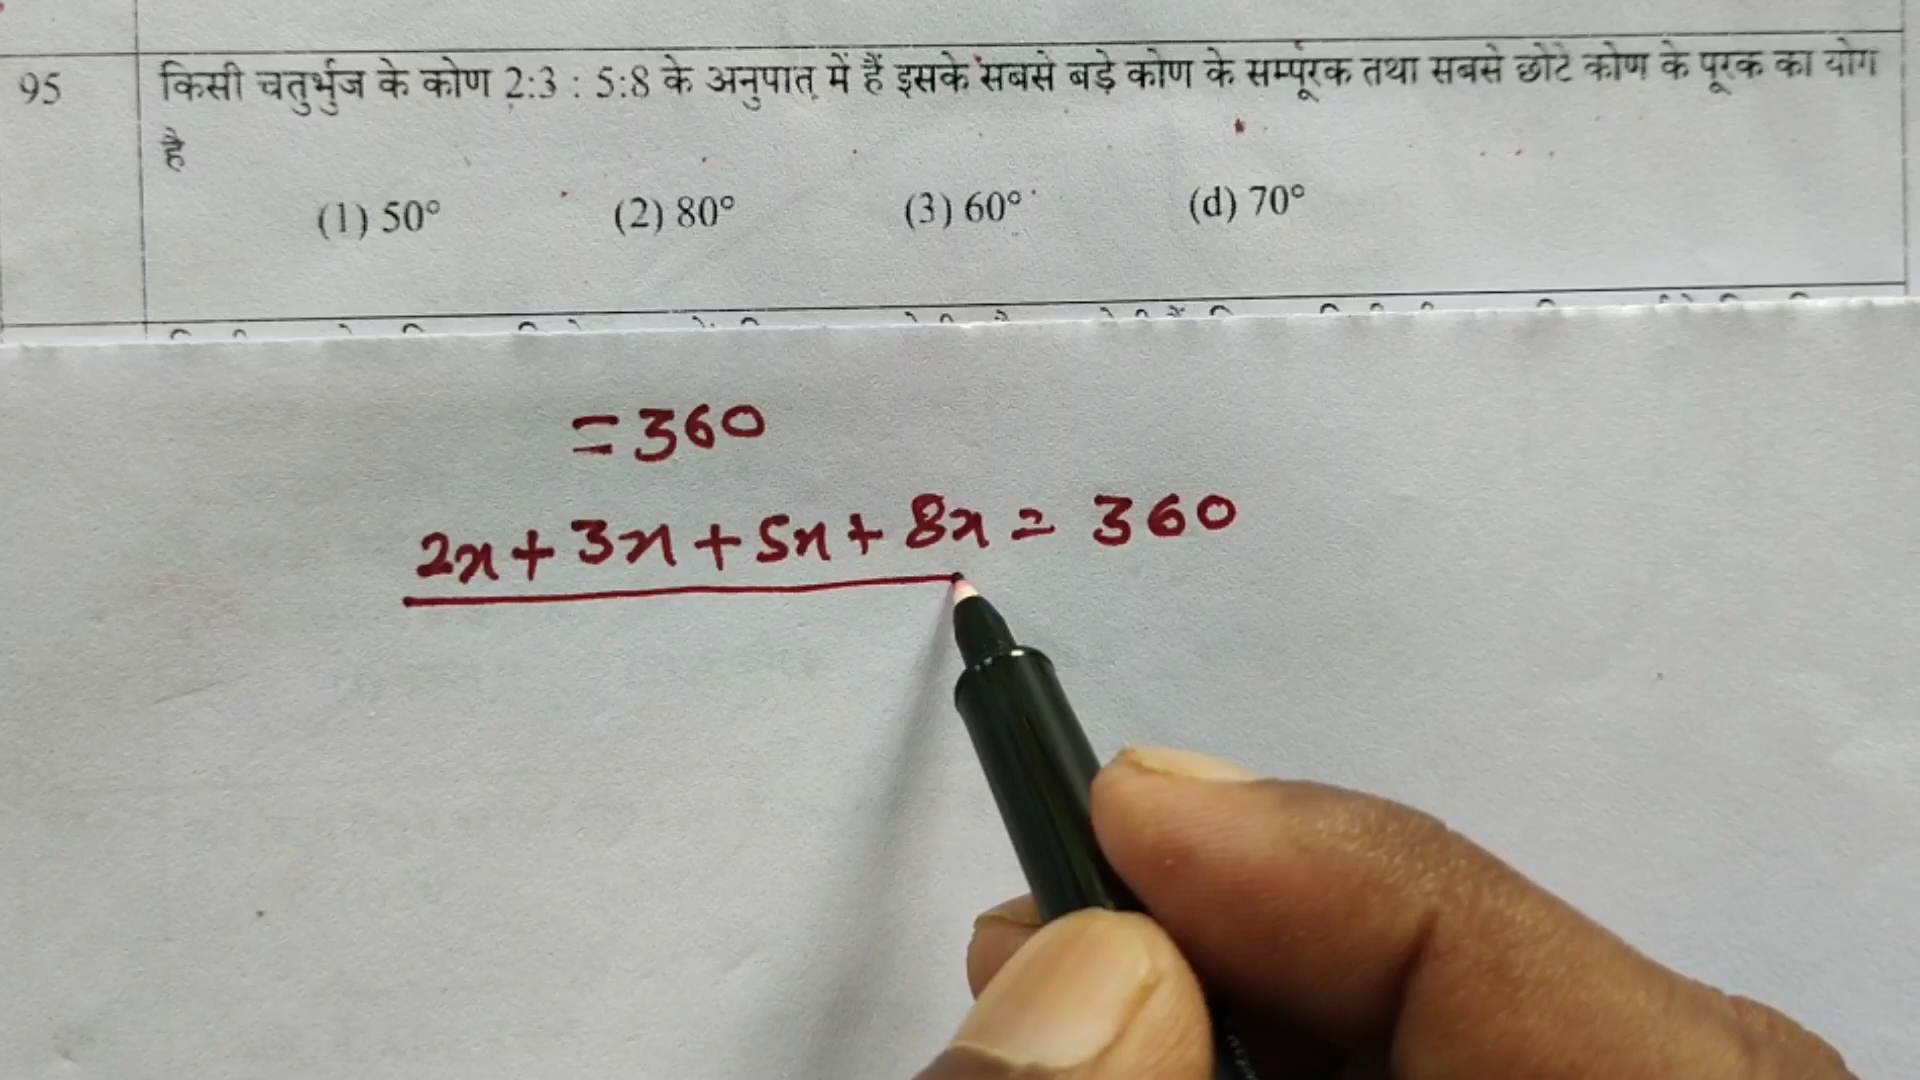 95 किसी चतुर्भुज के कोण 2:3 : 5:8 के अनुपात में हैं इसके सबसे बड़े कोण के सम्पूरक तथा सबसे छोटे कोण के पूरक का योग
है
(1) 50° (2) 80° (3) 60° (d) 70°
= 360
2x + 3x + 5x + 8x = 360